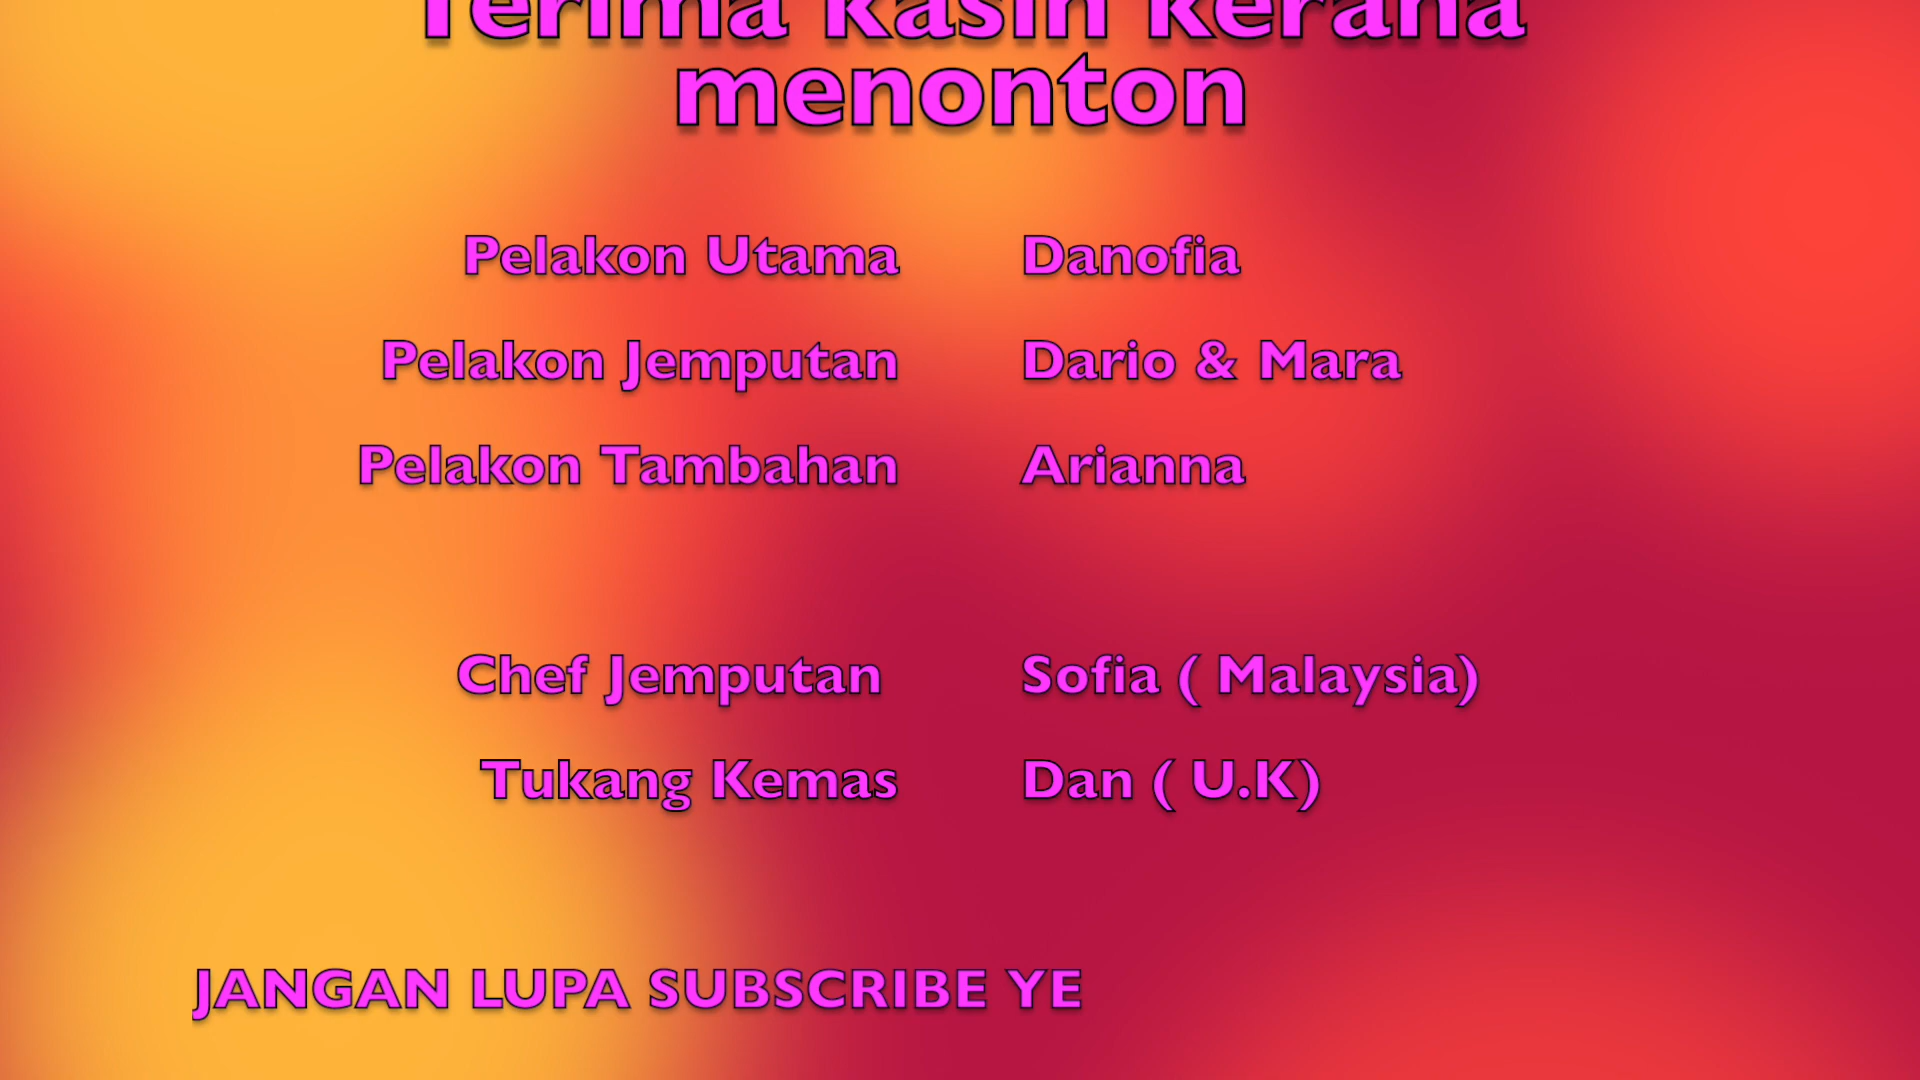 Terima kasih kerana
menonton
Pelakon Utama Danofia
Pelakon Jemputan Dario & Mara
Pelakon Tambahan Arianna
Chef Jemputan Sofia ( Malaysia)
Tukang Kemas Dan ( U.K)
JANGAN LUPA SUBSCRIBE YE